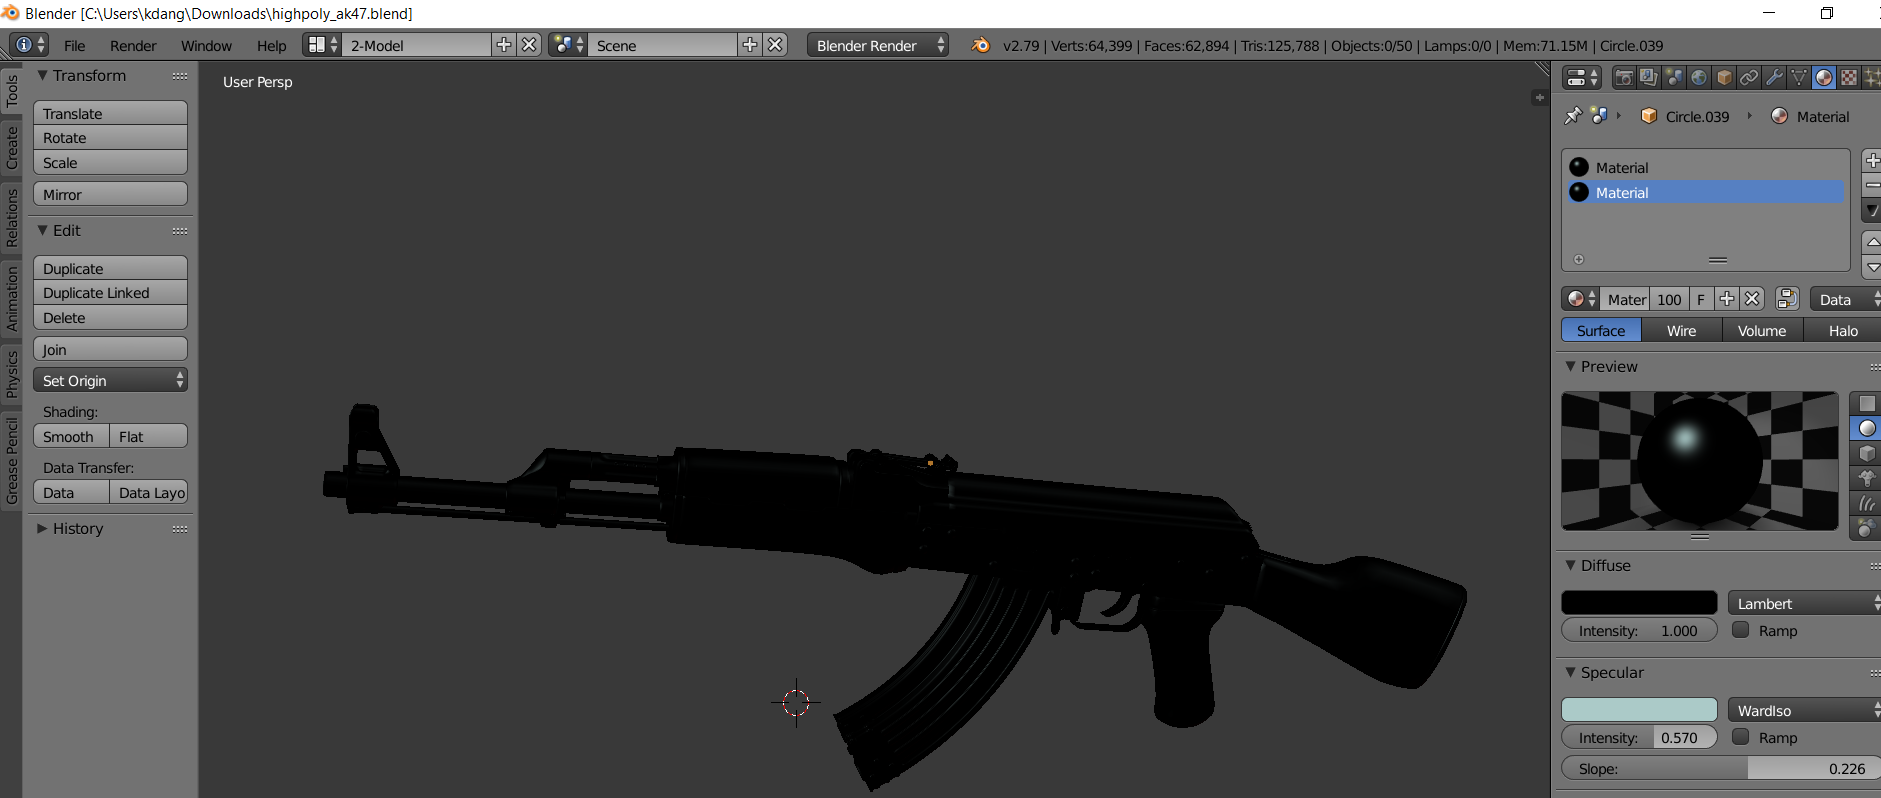 Blender [C:\Users\kdang\Downloads\highpoly_ak47.blend]
File Render Window Help 2-Model Scene Blender Render v2.79 | Verts:64,399 | Faces:62,894 | Tris:125,788 | Objects:0/50 | Lamps:0/0 | Mem:71.15M | Circle.039
Tools
Create
Relations
Animation
Physics
Grease Pencil
Transform
Translate
Rotate
Scale
Mirror
Edit
Duplicate
Duplicate Linked
Delete
Join
Set Origin
Shading:
Smooth Flat
Data Transfer:
Data Data Layo
History
User Persp
Circle.039 Material
Material
Material
Mater 100 F Data
Surface Wire Volume Halo
Preview
Diffuse
Lambert
Intensity: 1.000 Ramp
Specular
WardIso
Intensity: 0.570 Ramp
Slope: 0.226